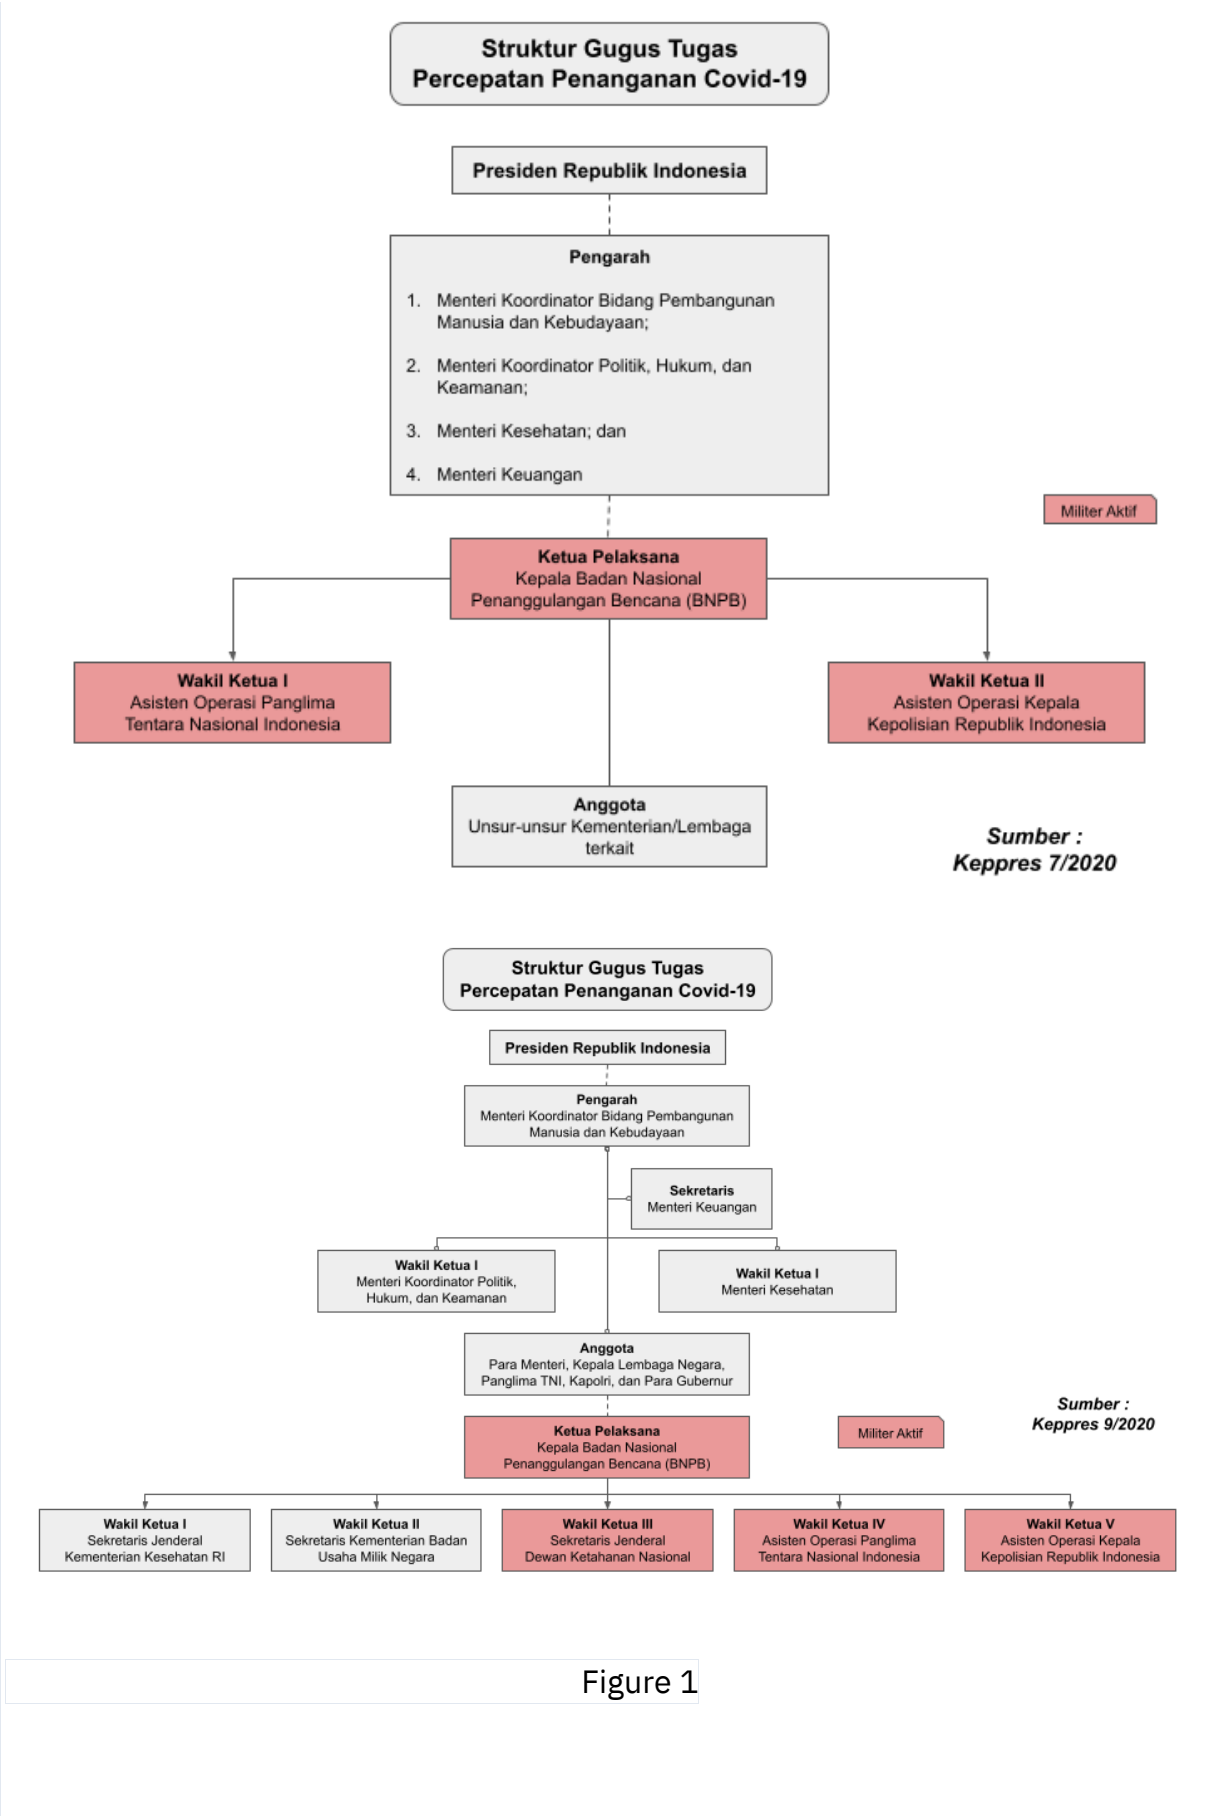 Struktur Gugus Tugas
Percepatan Penanganan Covid-19
Presiden Republik Indonesia
Pengarah
1. Menteri Koordinator Bidang Pembangunan
Manusia dan Kebudayaan;
2. Menteri Koordinator Politik, Hukum, dan
Keamanan;
3. Menteri Kesehatan; dan
4. Menteri Keuangan
Militer Aktif
Ketua Pelaksana
Kepala Badan Nasional
Penanggulangan Bencana (BNPB)
Wakil Ketua I
Asisten Operasi Panglima
Tentara Nasional Indonesia
Wakil Ketua II
Asisten Operasi Kepala
Kepolisian Republik Indonesia
Anggota
Unsur-unsur Kementerian/Lembaga
terkait
Sumber :
Keppres 7/2020
Struktur Gugus Tugas
Percepatan Penanganan Covid-19
Presiden Republik Indonesia
Pengarah
Menteri Koordinator Bidang Pembangunan
Manusia dan Kebudayaan
Sekretaris
Menteri Keuangan
Wakil Ketua I
Menteri Koordinator Politik,
Hukum, dan Keamanan
Wakil Ketua I
Menteri Kesehatan
Anggota
Para Menteri, Kepala Lembaga Negara,
Panglima TNI, Kapolri, dan Para Gubernur
Sumber :
Keppres 9/2020
Militer Aktif
Ketua Pelaksana
Kepala Badan Nasional
Penanggulangan Bencana (BNPB)
Wakil Ketua I
Sekretaris Jenderal
Kementerian Kesehatan RI
Wakil Ketua II
Sekretaris Kementerian Badan
Usaha Milik Negara
Wakil Ketua III
Sekretaris Jenderal
Dewan Ketahanan Nasional
Wakil Ketua IV
Asisten Operasi Panglima
Tentara Nasional Indonesia
Wakil Ketua V
Asisten Operasi Kepala
Kepolisian Republik Indonesia
Figure 1